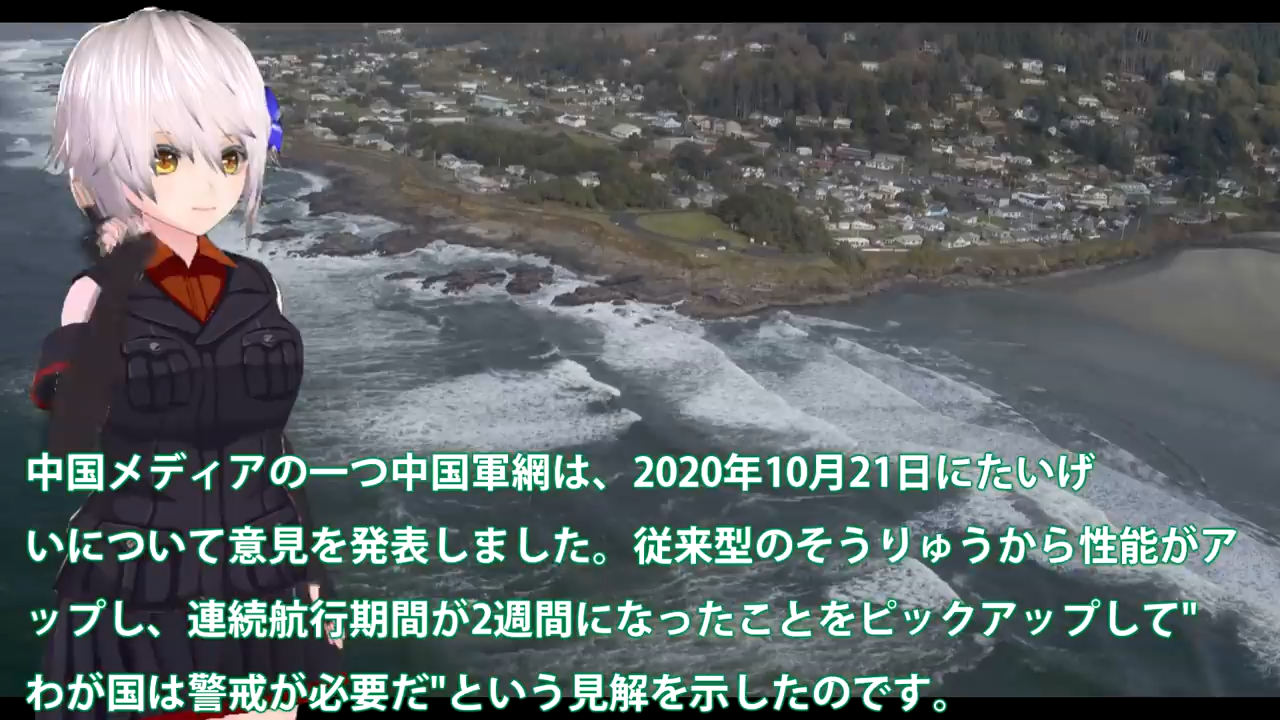 中国メディアの一つ中国軍網は、2020年10月21日にたいげ
いについて意見を発表しました。従来型のそうりゅうから性能がア
ップし、連続航行期間が2週間になったことをピックアップして"
わが国は警戒が必要だ"という見解を示したのです。